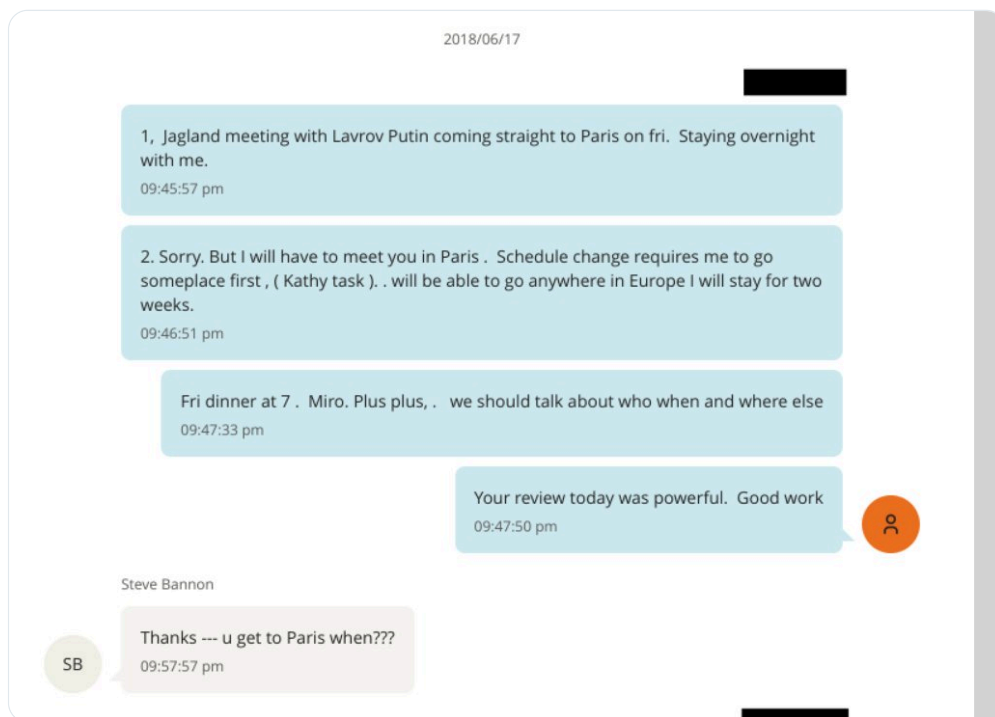 2018/06/17
1, Jagland meeting with Lavrov Putin coming straight to Paris on fri. Staying overnight
with me.
09:45:57 pm
2. Sorry. But I will have to meet you in Paris . Schedule change requires me to go
someplace first , ( Kathy task ). . will be able to go anywhere in Europe I will stay for two
weeks.
09:46:51 pm
Fri dinner at 7 . Miro. Plus plus, . we should talk about who when and where else
09:47:33 pm
Your review today was powerful. Good work
09:47:50 pm
Steve Bannon
Thanks --- u get to Paris when???
SB
09:57:57 pm